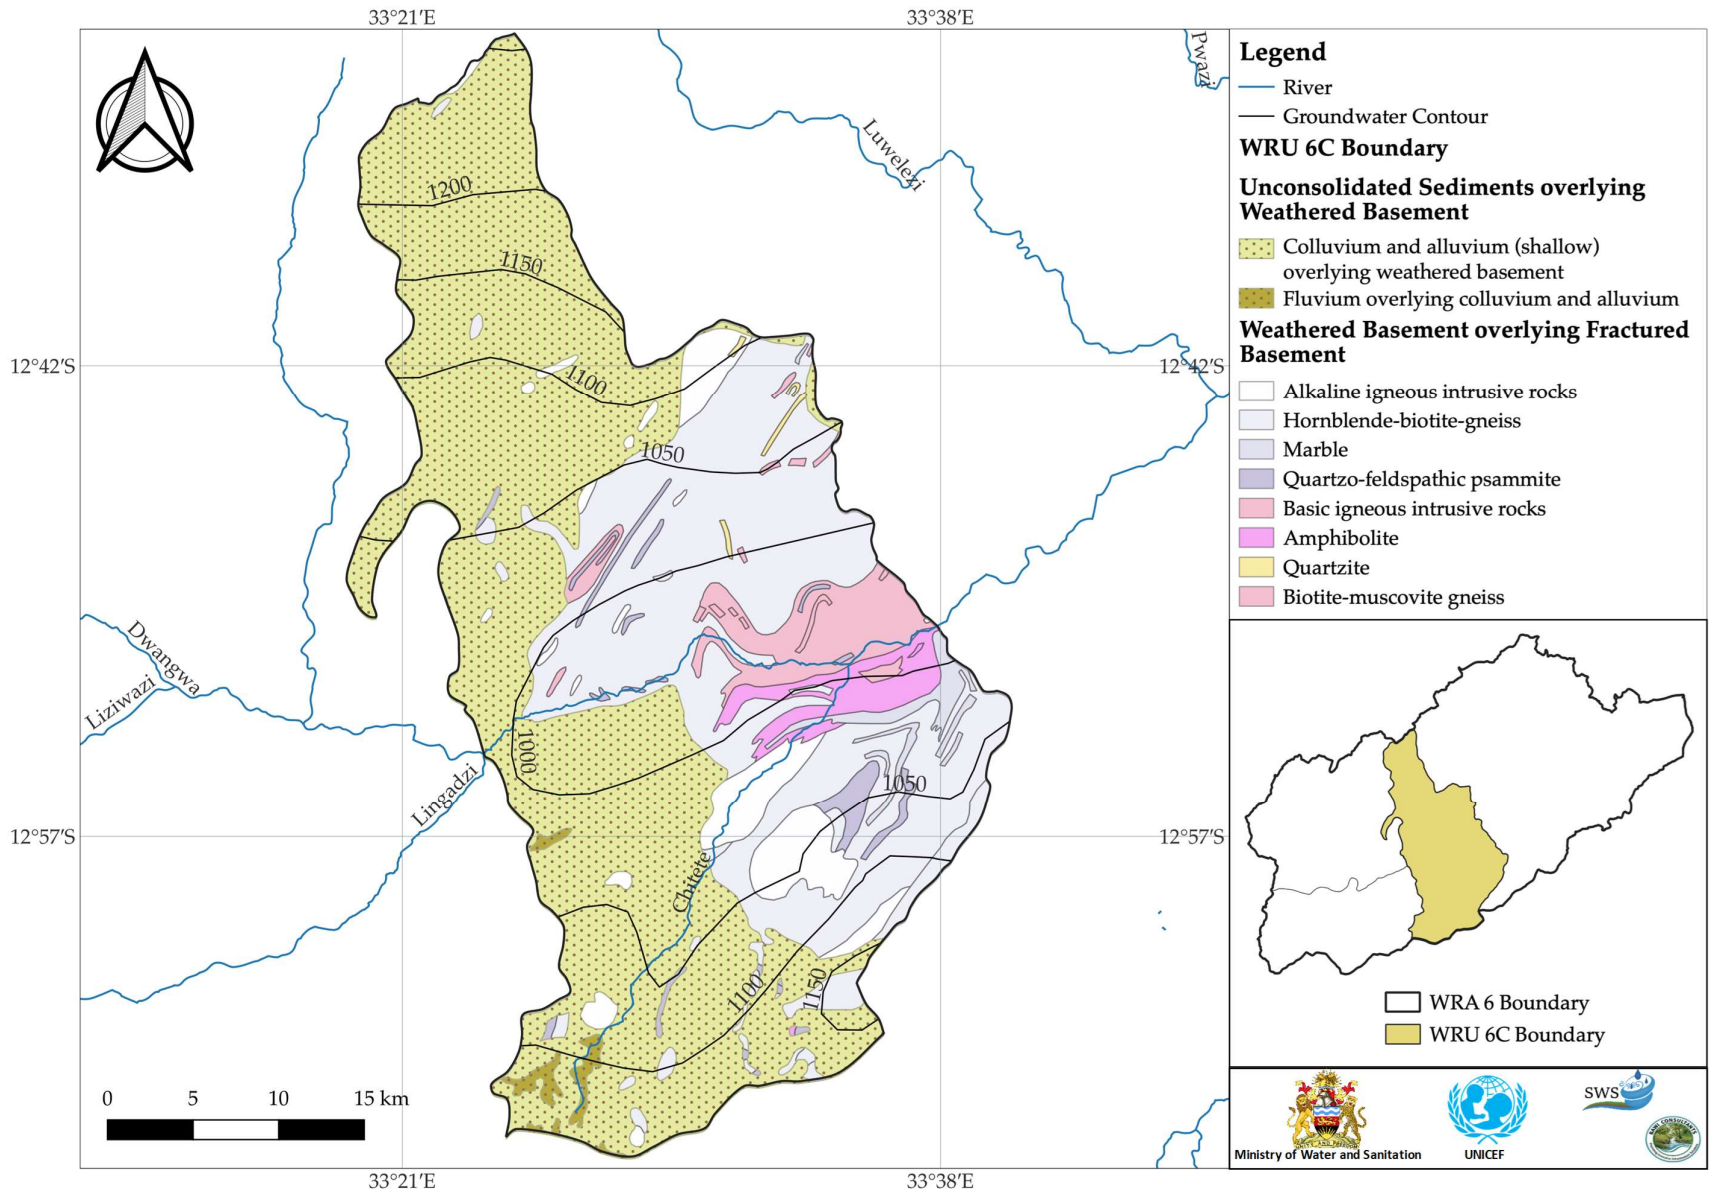 33°21'E
33°38'E
Pwazi
Luwelezi
1200
1150
12°42'S
12°42'S
1100
1050
Dwangwa
Liziwazi
1000
Lingadzi
1050
12°57'S
12°57'S
Chitete
1100
1150
0 5 10 15 km
33°21'E
33°38'E
Legend
River
Groundwater Contour
WRU 6C Boundary
Unconsolidated Sediments overlying
Weathered Basement
Colluvium and alluvium (shallow)
overlying weathered basement
Fluvium overlying colluvium and alluvium
Weathered Basement overlying Fractured
Basement
Alkaline igneous intrusive rocks
Hornblende-biotite-gneiss
Marble
Quartzo-feldspathic psammite
Basic igneous intrusive rocks
Amphibolite
Quartzite
Biotite-muscovite gneiss
WRA 6 Boundary
WRU 6C Boundary
Ministry of Water and Sanitation
UNICEF
SWS